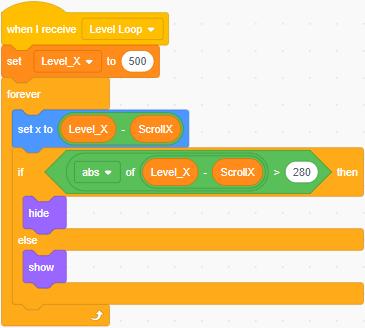 when I receive Level Loop
set Level_X to 500
forever
set x to Level_X - ScrollX
if abs of Level_X - ScrollX > 280 then
hide
else
show